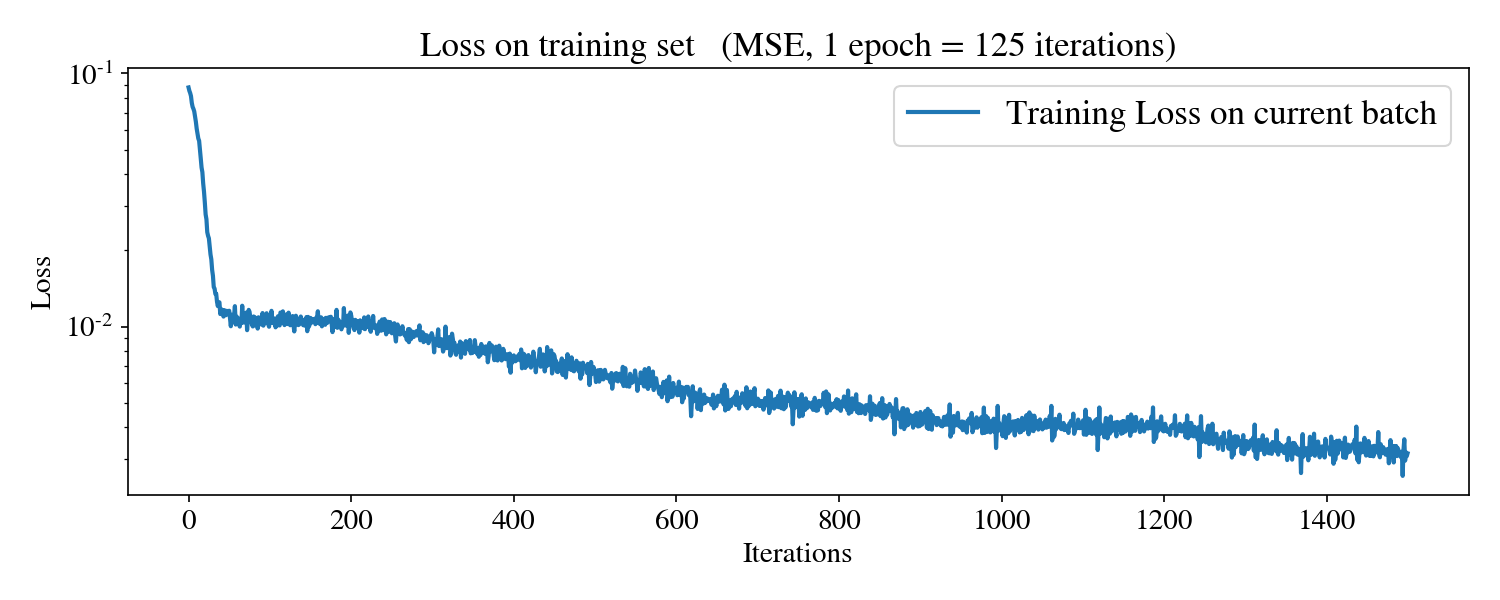 Loss on training set (MSE, 1 epoch = 125 iterations)
10⁻¹
Training Loss on current batch
Loss
10⁻²
0 200 400 600 800 1000 1200 1400
Iterations